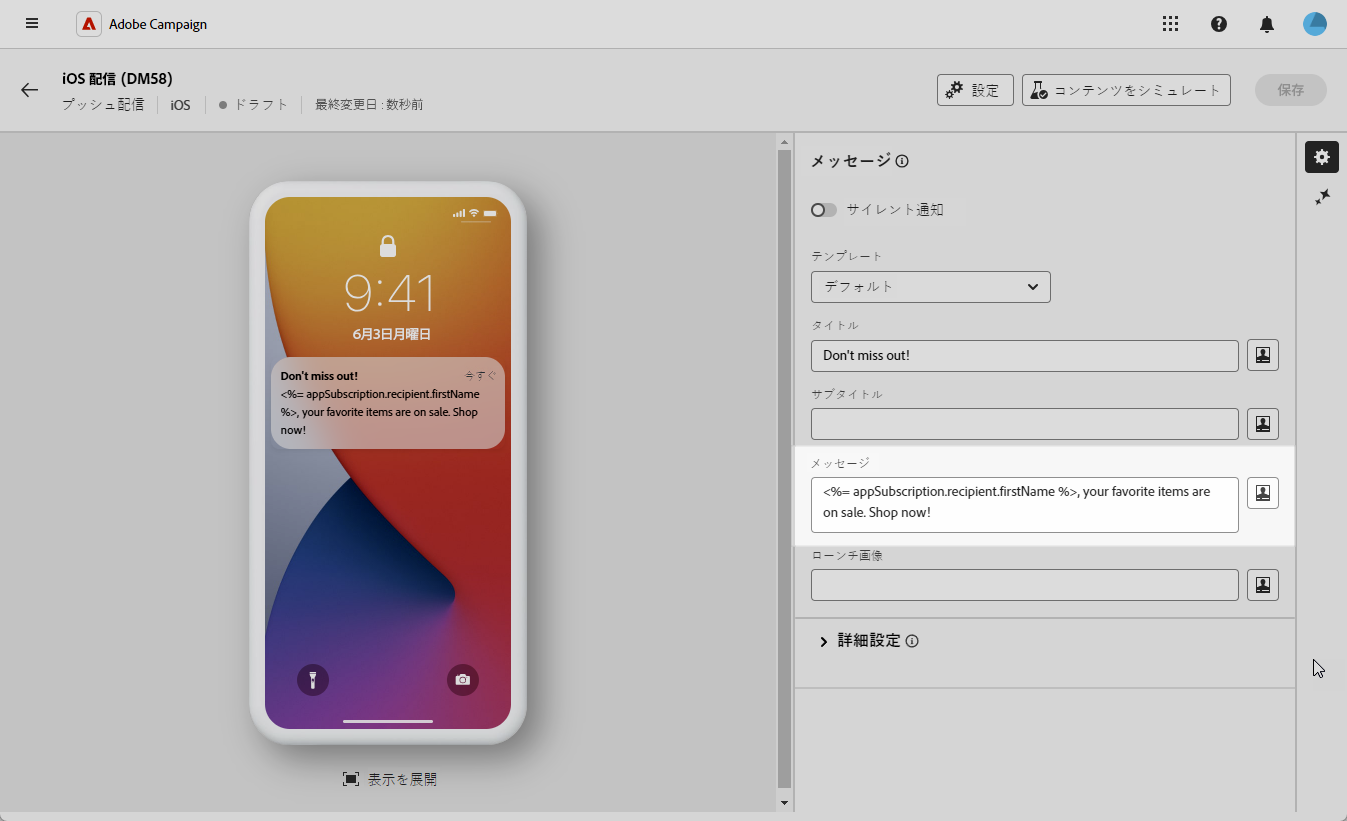 Adobe Campaign
iOS 配信 (DM58)
プッシュ配信 iOS ドラフト 最終変更日 : 数秒前
設定 コンテンツをシミュレート 保存
9:41
6月3日月曜日
Don't miss out! 今すぐ
<%= appSubscription.recipient.firstName
%>, your favorite items are on sale. Shop
now!
表示を展開
メッセージ
サイレント通知
テンプレート
デフォルト
タイトル
Don't miss out!
サブタイトル
メッセージ
<%= appSubscription.recipient.firstName %>, your favorite items are
on sale. Shop now!
ローンチ画像
詳細設定